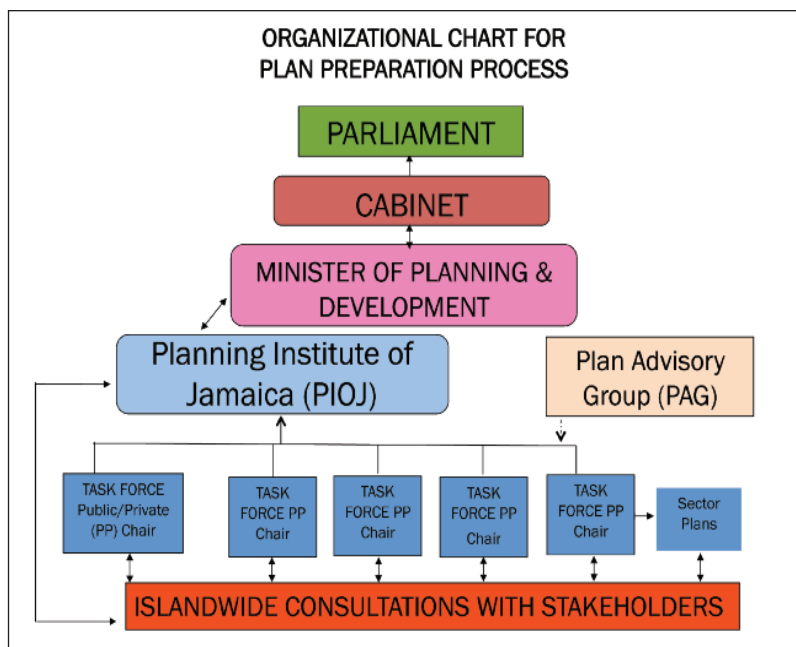 ORGANIZATIONAL CHART FOR
PLAN PREPARATION PROCESS
PARLIAMENT
CABINET
MINISTER OF PLANNING &
DEVELOPMENT
Planning Institute of
Jamaica (PIOJ)
Plan Advisory
Group (PAG)
TASK FORCE
Public/Private
(PP) Chair
TASK
FORCE PP
Chair
TASK
FORCE PP
Chair
TASK
FORCE PP
Chair
TASK
FORCE PP
Chair
Sector
Plans
ISLANDWIDE CONSULTATIONS WITH STAKEHOLDERS